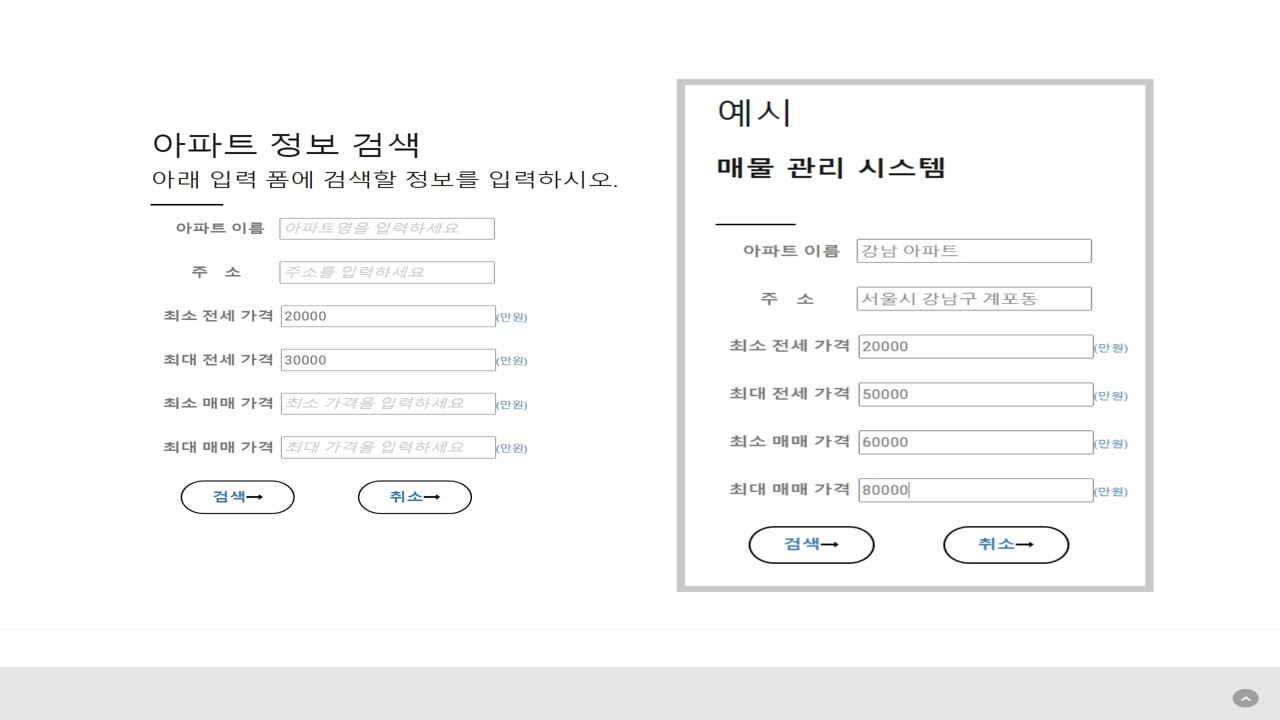 아파트 정보 검색
아래 입력 폼에 검색할 정보를 입력하시오.
아파트 이름 아파트명을 입력하세요
주 소 주소를 입력하세요
최소 전세 가격 20000 (만원)
최대 전세 가격 30000 (만원)
최소 매매 가격 최소 가격을 입력하세요 (만원)
최대 매매 가격 최대 가격을 입력하세요 (만원)
검색→ 취소→
예시
매물 관리 시스템
아파트 이름 강남 아파트
주 소 서울시 강남구 계포동
최소 전세 가격 20000 (만원)
최대 전세 가격 50000 (만원)
최소 매매 가격 60000 (만원)
최대 매매 가격 80000 (만원)
검색→ 취소→